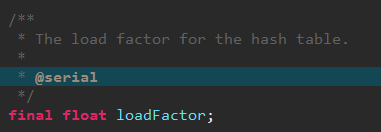 /**
 * The load factor for the hash table.
 *
 * @serial
 */
final float loadFactor;